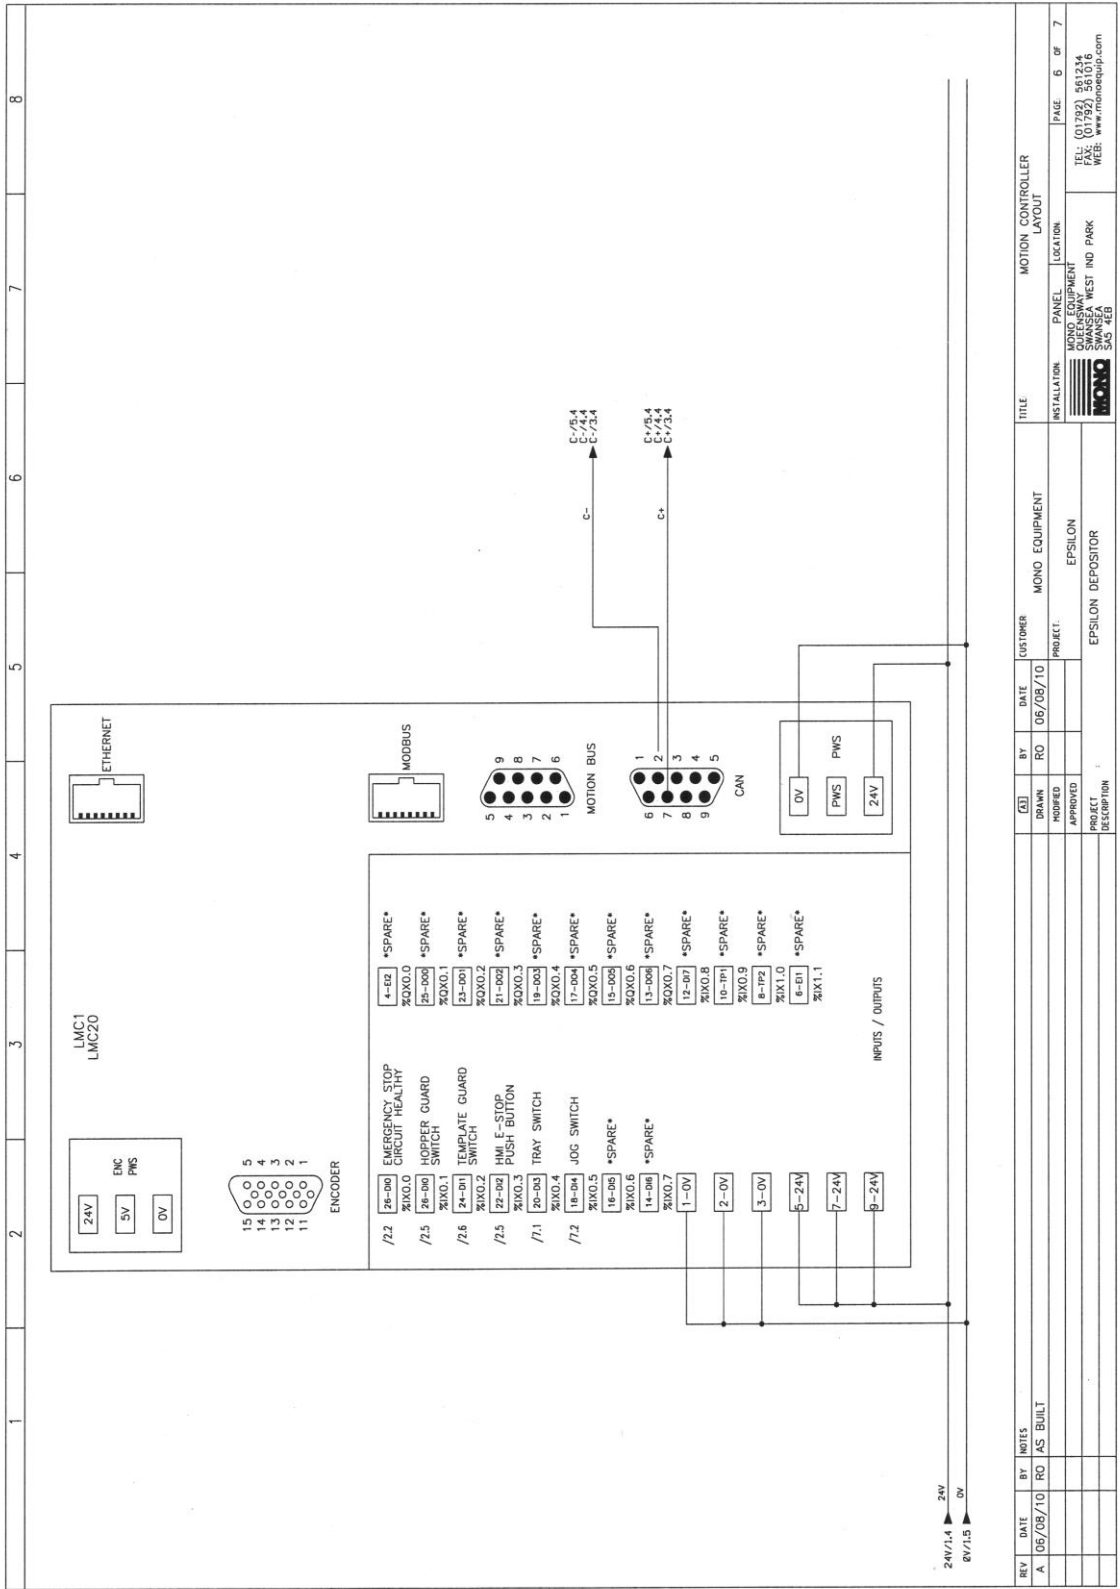 1 2 3 4 5 6 7 8
LMC1
LMC20
24V
5V
0V
ENC
PWS
15 5
14 4
13 3
12 2
11 1
ENCODER
ETHERNET
MODBUS
5 9
4 8
3 7
2 6
1
MOTION BUS
6 1
7 2
8 3
9 4
5
CAN
0V
PWS
24V
PWS
C-
C-/5.4
C-/4.4
C-/3.4
C+
C+/5.4
C+/4.4
C+/3.4
/2.2 26-DI0 EMERGENCY STOP
CIRCUIT HEALTHY
%IX0.0
/2.5 26-DI0 HOPPER GUARD
SWITCH
%IX0.1
/2.6 24-DI1 TEMPLATE GUARD
SWITCH
%IX0.2
/2.5 22-DI2 HMI E-STOP
PUSH BUTTON
%IX0.3
/7.1 20-DI3 TRAY SWITCH
%IX0.4
/7.2 18-DI4 JOG SWITCH
%IX0.5
16-DI5 *SPARE*
%IX0.6
14-DI6 *SPARE*
%IX0.7
1-0V
2-0V
3-0V
5-24V
7-24V
9-24V
4-EI2 *SPARE*
%QX0.0
25-DO0 *SPARE*
%QX0.1
23-DO1 *SPARE*
%QX0.2
21-DO2 *SPARE*
%QX0.3
19-DO3 *SPARE*
%QX0.4
17-DO4 *SPARE*
%QX0.5
15-DO5 *SPARE*
%QX0.6
13-DO6 *SPARE*
%QX0.7
12-DI7 *SPARE*
%IX0.8
10-TP1 *SPARE*
%IX0.9
8-TP2 *SPARE*
%IX1.0
6-EI1 *SPARE*
%IX1.1
INPUTS / OUTPUTS
24V/1.4 24V
0V/1.5 0V
REV DATE BY NOTES
A 06/08/10 RO AS BUILT
A3 BY DATE
DRAWN RO 06/08/10
MODIFIED
APPROVED
PROJECT
DESCRIPTION
EPSILON DEPOSITOR
CUSTOMER
MONO EQUIPMENT
PROJECT.
EPSILON
TITLE
MOTION CONTROLLER
LAYOUT
INSTALLATION. PANEL
LOCATION.
PAGE. 6 OF 7
MONO
MONO EQUIPMENT
QUEENSWAY
SWANSEA WEST IND PARK
SWANSEA
SA5 4EB
TEL: (01792) 561234
FAX: (01792) 561016
WEB: www.monoequip.com